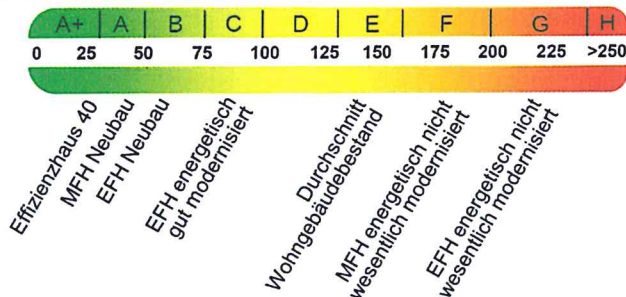 A+ A B C D E F G H
0 25 50 75 100 125 150 175 200 225 >250
Effizienzhaus 40
MFH Neubau
EFH Neubau
EFH energetisch
gut modernisiert
Durchschnitt
Wohngebäudebestand
MFH energetisch nicht
wesentlich modernisiert
EFH energetisch nicht
wesentlich modernisiert